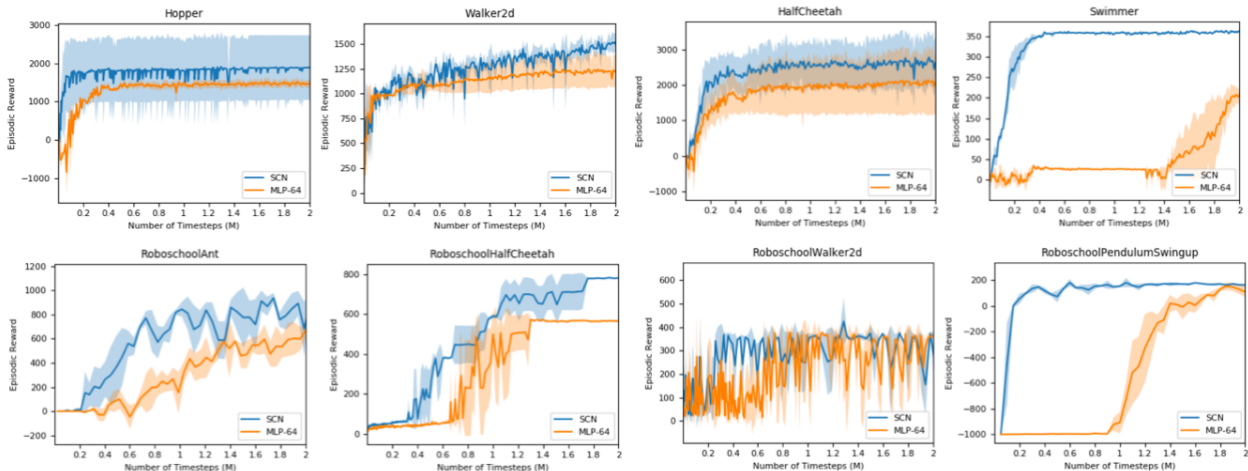 Hopper
Episodic Reward
3000
2000
1000
0
−1000
0.2 0.4 0.6 0.8 1 1.2 1.4 1.6 1.8 2
Number of Timesteps (M)
SCN
MLP-64
Walker2d
Episodic Reward
1500
1250
1000
750
500
250
0
0.2 0.4 0.6 0.8 1 1.2 1.4 1.6 1.8 2
Number of Timesteps (M)
SCN
MLP-64
HalfCheetah
Episodic Reward
3000
2000
1000
0
−1000
0.2 0.4 0.6 0.8 1 1.2 1.4 1.6 1.8 2
Number of Timesteps (M)
SCN
MLP-64
Swimmer
Episodic Reward
350
300
250
200
150
100
50
0
0.2 0.4 0.6 0.8 1 1.2 1.4 1.6 1.8 2
Number of Timesteps (M)
SCN
MLP-64
RoboschoolAnt
Episodic Reward
1200
1000
800
600
400
200
0
−200
0.2 0.4 0.6 0.8 1 1.2 1.4 1.6 1.8 2
Number of Timesteps (M)
SCN
MLP-64
RoboschoolHalfCheetah
Episodic Reward
800
600
400
200
0
0.2 0.4 0.6 0.8 1 1.2 1.4 1.6 1.8 2
Number of Timesteps (M)
SCN
MLP-64
RoboschoolWalker2d
Episodic Reward
600
500
400
300
200
100
0
0.2 0.4 0.6 0.8 1 1.2 1.4 1.6 1.8 2
Number of Timesteps (M)
SCN
MLP-64
RoboschoolPendulumSwingup
Episodic Reward
200
0
−200
−400
−600
−800
−1000
0.2 0.4 0.6 0.8 1 1.2 1.4 1.6 1.8 2
Number of Timesteps (M)
SCN
MLP-64